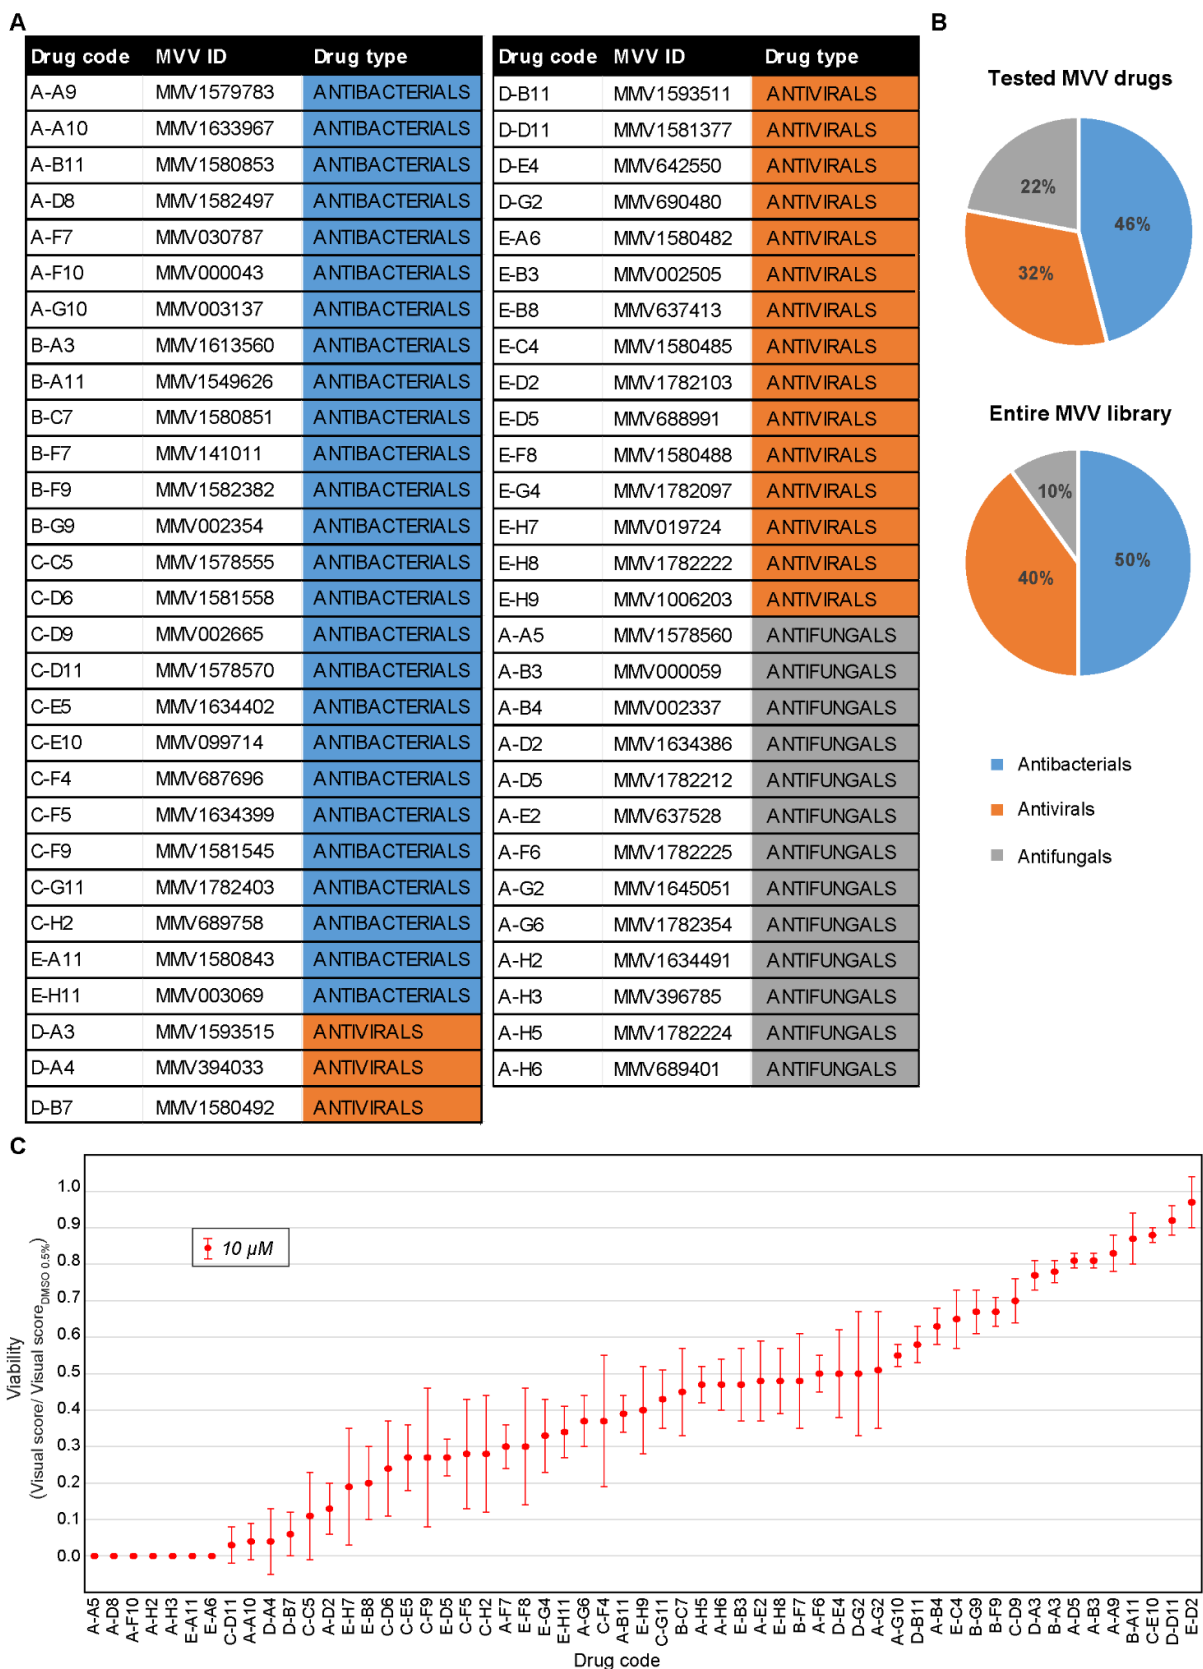 A
Drug code MVV ID Drug type
A-A9 MMV1579783 ANTIBACTERIALS
A-A10 MMV1633967 ANTIBACTERIALS
A-B11 MMV1580853 ANTIBACTERIALS
A-D8 MMV1582497 ANTIBACTERIALS
A-F7 MMV030787 ANTIBACTERIALS
A-F10 MMV000043 ANTIBACTERIALS
A-G10 MMV003137 ANTIBACTERIALS
B-A3 MMV1613560 ANTIBACTERIALS
B-A11 MMV1549626 ANTIBACTERIALS
B-C7 MMV1580851 ANTIBACTERIALS
B-F7 MMV141011 ANTIBACTERIALS
B-F9 MMV1582382 ANTIBACTERIALS
B-G9 MMV002354 ANTIBACTERIALS
C-C5 MMV1578555 ANTIBACTERIALS
C-D6 MMV1581558 ANTIBACTERIALS
C-D9 MMV002665 ANTIBACTERIALS
C-D11 MMV1578570 ANTIBACTERIALS
C-E5 MMV1634402 ANTIBACTERIALS
C-E10 MMV099714 ANTIBACTERIALS
C-F4 MMV687696 ANTIBACTERIALS
C-F5 MMV1634399 ANTIBACTERIALS
C-F9 MMV1581545 ANTIBACTERIALS
C-G11 MMV1782403 ANTIBACTERIALS
C-H2 MMV689758 ANTIBACTERIALS
E-A11 MMV1580843 ANTIBACTERIALS
E-H11 MMV003069 ANTIBACTERIALS
D-A3 MMV1593515 ANTIVIRALS
D-A4 MMV394033 ANTIVIRALS
D-B7 MMV1580492 ANTIVIRALS
Drug code MVV ID Drug type
D-B11 MMV1593511 ANTIVIRALS
D-D11 MMV1581377 ANTIVIRALS
D-E4 MMV642550 ANTIVIRALS
D-G2 MMV690480 ANTIVIRALS
E-A6 MMV1580482 ANTIVIRALS
E-B3 MMV002505 ANTIVIRALS
E-B8 MMV637413 ANTIVIRALS
E-C4 MMV1580485 ANTIVIRALS
E-D2 MMV1782103 ANTIVIRALS
E-D5 MMV688991 ANTIVIRALS
E-F8 MMV1580488 ANTIVIRALS
E-G4 MMV1782097 ANTIVIRALS
E-H7 MMV019724 ANTIVIRALS
E-H8 MMV1782222 ANTIVIRALS
E-H9 MMV1006203 ANTIVIRALS
A-A5 MMV1578560 ANTIFUNGALS
A-B3 MMV000059 ANTIFUNGALS
A-B4 MMV002337 ANTIFUNGALS
A-D2 MMV1634386 ANTIFUNGALS
A-D5 MMV1782212 ANTIFUNGALS
A-E2 MMV637528 ANTIFUNGALS
A-F6 MMV1782225 ANTIFUNGALS
A-G2 MMV1645051 ANTIFUNGALS
A-G6 MMV1782354 ANTIFUNGALS
A-H2 MMV1634491 ANTIFUNGALS
A-H3 MMV396785 ANTIFUNGALS
A-H5 MMV1782224 ANTIFUNGALS
A-H6 MMV689401 ANTIFUNGALS
B
Tested MVV drugs
22%
46%
32%
Entire MVV library
10%
50%
40%
Antibacterials
Antivirals
Antifungals
C
Viability
(Visual score/ Visual score DMSO 0.5%)
1.0
0.9
0.8
0.7
0.6
0.5
0.4
0.3
0.2
0.1
0.0
10 µM
A-A5 A-D8 A-F10 A-H2 A-H3 E-A11 E-A6 C-D11 A-A10 D-A4 D-B7 C-C5 A-D2 E-H7 E-B8 C-D6 C-E5 C-F9 E-D5 C-F5 C-H2 A-F7 E-F8 E-G4 E-H11 A-G6 C-F4 A-B11 E-H9 C-G11 B-C7 A-H5 A-H6 E-B3 A-E2 E-H8 B-F7 A-F6 D-E4 D-G2 A-G2 A-G10 D-B11 A-B4 E-C4 B-G9 B-F9 C-D9 D-A3 B-A3 A-D5 A-B3 A-A9 B-A11 C-E10 D-D11 E-D2
Drug code